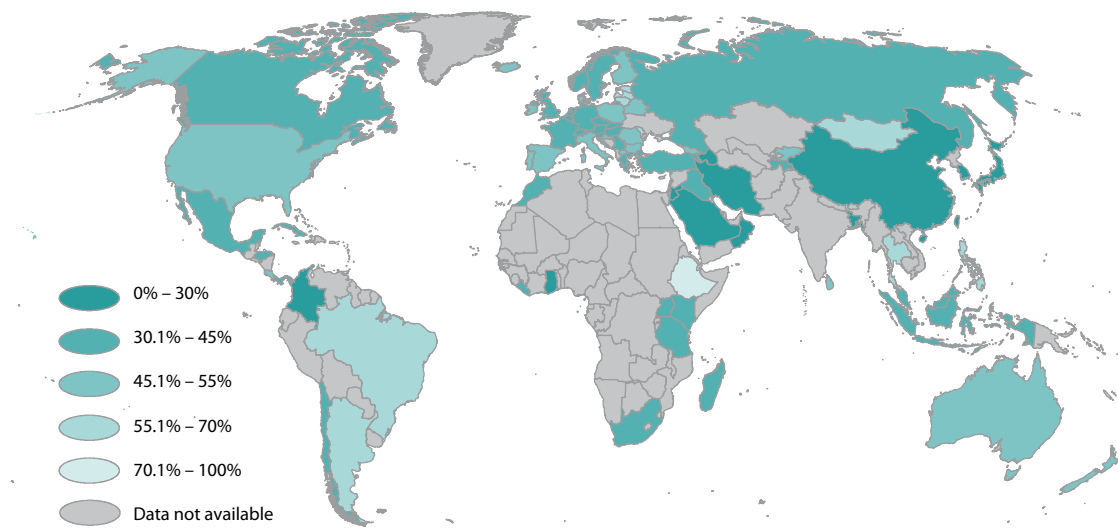 0% – 30%
30.1% – 45%
45.1% – 55%
55.1% – 70%
70.1% – 100%
Data not available